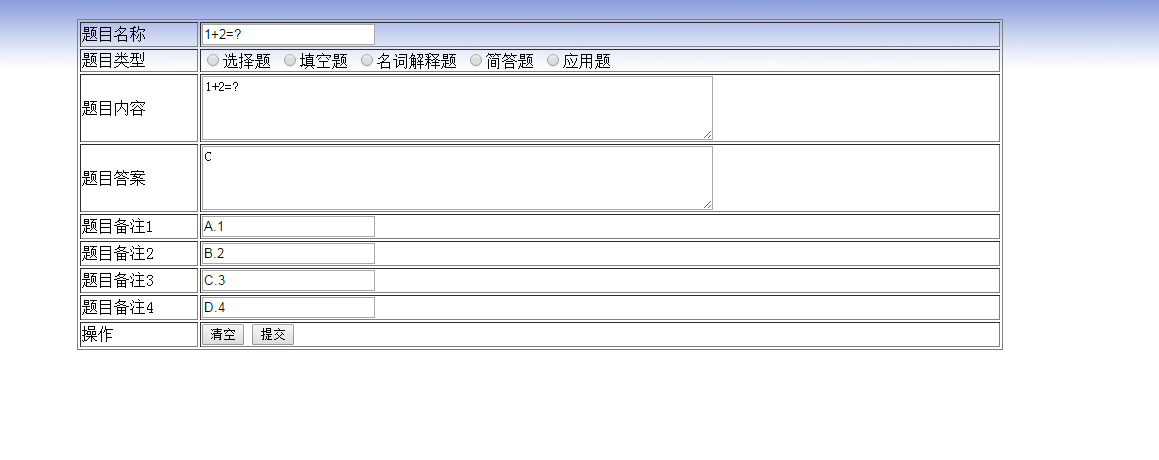 题目名称 1+2=?
题目类型 选择题 填空题 名词解释题 简答题 应用题
题目内容 1+2=?
题目答案 C
题目备注1 A.1
题目备注2 B.2
题目备注3 C.3
题目备注4 D.4
操作 清空 提交